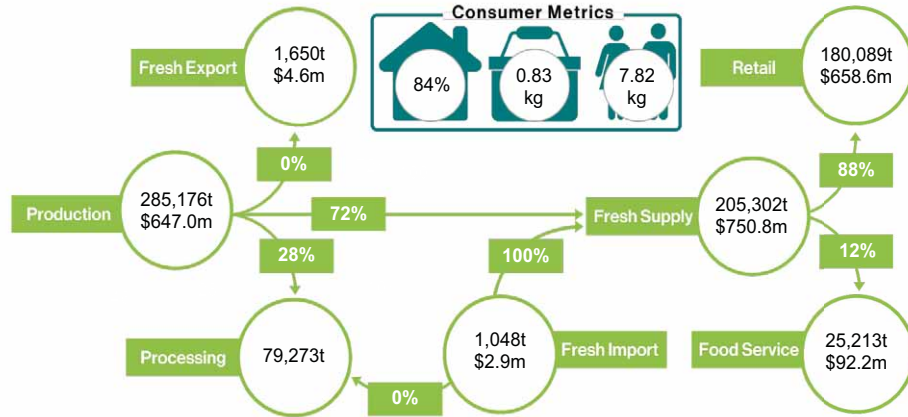 Consumer Metrics
84%
0.83
kg
7.82
kg
Fresh Export
1,650t
$4.6m
Retail
180,089t
$658.6m
0%
88%
Production
285,176t
$647.0m
72%
Fresh Supply
205,302t
$750.8m
28%
100%
12%
Processing
79,273t
1,048t
$2.9m
Fresh Import
Food Service
25,213t
$92.2m
0%